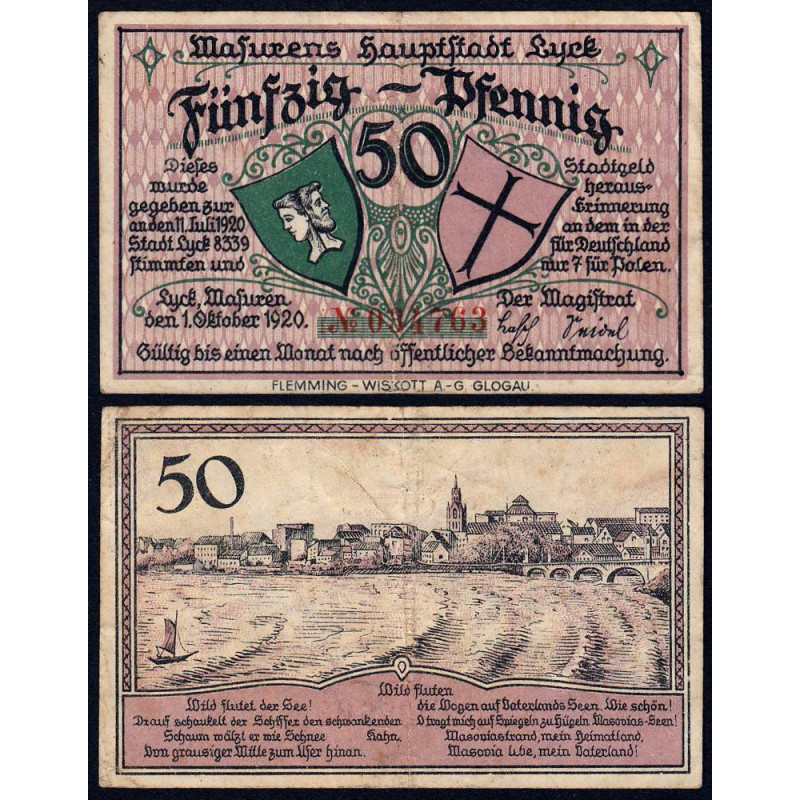 Masurens Hauptstadt Lyck
Fünfzig – Pfennig
50
Dieses Stadtgeld
wurde heraus-
gegeben zur Erinnerung
an den 11. Juli 1920 an dem in der
Stadt Lyck 8339 für Deutschland
stimmten und nur 7 für Polen.
Lyck, Masuren Der Magistrat
den 1. Oktober 1920. № 034763
Gültig bis einen Monat nach öffentlicher Bekanntmachung.
FLEMMING – WISKOTT A.-G. GLOGAU.
50
Wild flutet der See!
Drauf schaukelt der Schiffer den schwankenden
Schaum wälzt er wie Schnee Kahn,
Von grausiger Mitte zum Ufer hinan.
Wild fluten
die Wogen auf Vaterlands Seen. Wie schön!
O tragt mich auf Spiegeln zu Hügeln Masovias-Seen!
Masoviastrand, mein Heimatland,
Masovia lebe, mein Vaterland!